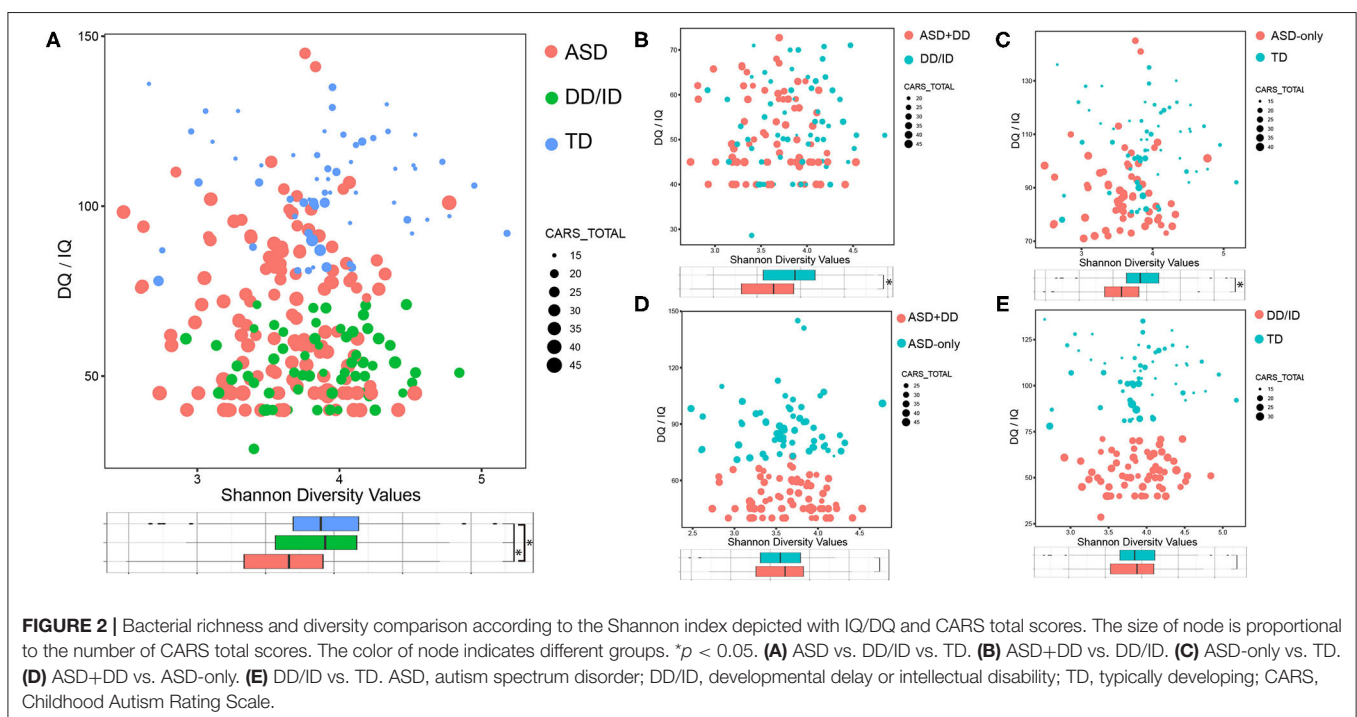 A
150
100
50
DQ / IQ
3 4 5
Shannon Diversity Values
ASD
DD/ID
TD
CARS_TOTAL
15
20
25
30
35
40
45
*
*
B
70
60
50
40
30
DQ / IQ
3.0 3.5 4.0 4.5
Shannon Diversity Values
ASD+DD
DD/ID
CARS_TOTAL
20
25
30
35
40
45
*
C
130
110
90
70
DQ / IQ
3 4 5
Shannon Diversity Values
ASD-only
TD
CARS_TOTAL
15
20
25
30
35
40
*
D
150
120
90
60
DQ / IQ
2.5 3.0 3.5 4.0 4.5
Shannon Diversity Values
ASD+DD
ASD-only
CARS_TOTAL
25
30
35
40
45
E
125
100
75
50
25
DQ / IQ
3.0 3.5 4.0 4.5 5.0
Shannon Diversity Values
DD/ID
TD
CARS_TOTAL
15
20
25
30
FIGURE 2 | Bacterial richness and diversity comparison according to the Shannon index depicted with IQ/DQ and CARS total scores. The size of node is proportional
to the number of CARS total scores. The color of node indicates different groups. *p < 0.05. (A) ASD vs. DD/ID vs. TD. (B) ASD+DD vs. DD/ID. (C) ASD-only vs. TD.
(D) ASD+DD vs. ASD-only. (E) DD/ID vs. TD. ASD, autism spectrum disorder; DD/ID, developmental delay or intellectual disability; TD, typically developing; CARS,
Childhood Autism Rating Scale.